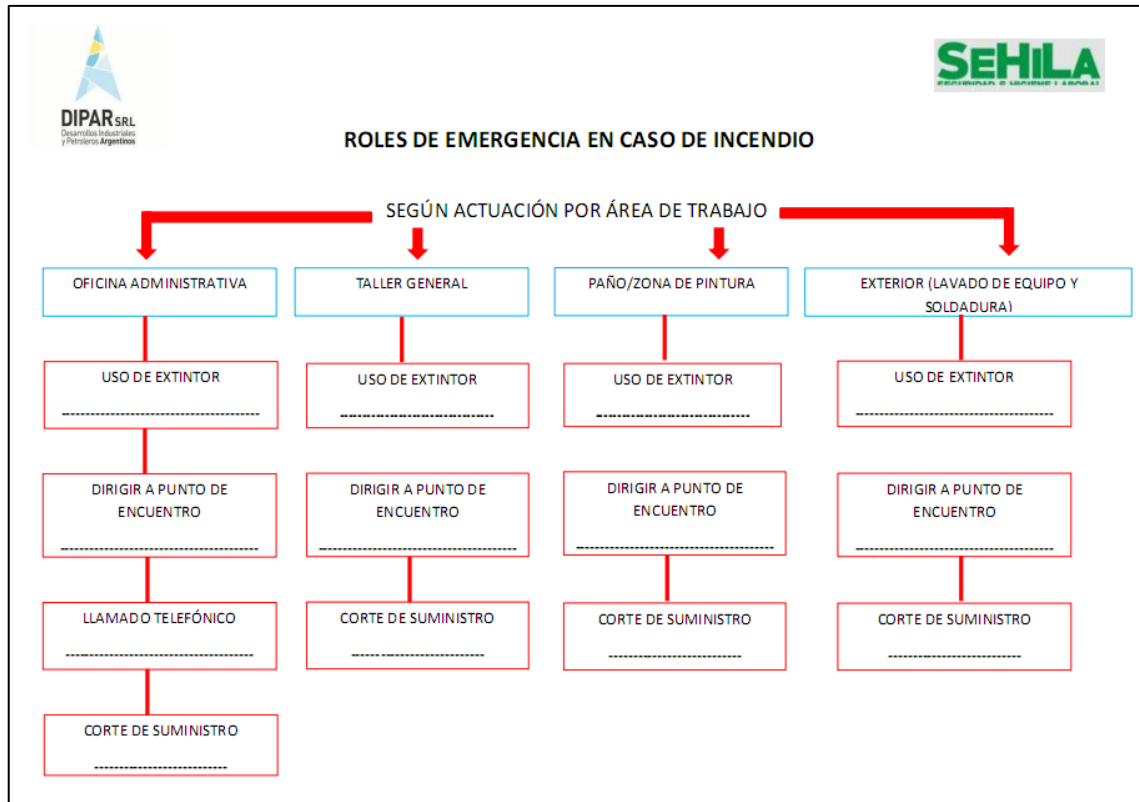 DIPAR SRL
Desarrollos Industriales
y Petroleros Argentinos
SEHILA
SEGURIDAD E HIGIENE LABORAL
ROLES DE EMERGENCIA EN CASO DE INCENDIO
SEGÚN ACTUACIÓN POR ÁREA DE TRABAJO
OFICINA ADMINISTRATIVA
TALLER GENERAL
PAÑO/ZONA DE PINTURA
EXTERIOR (LAVADO DE EQUIPO Y
SOLDADURA)
USO DE EXTINTOR
USO DE EXTINTOR
USO DE EXTINTOR
USO DE EXTINTOR
DIRIGIR A PUNTO DE
ENCUENTRO
DIRIGIR A PUNTO DE
ENCUENTRO
DIRIGIR A PUNTO DE
ENCUENTRO
DIRIGIR A PUNTO DE
ENCUENTRO
LLAMADO TELEFÓNICO
CORTE DE SUMINISTRO
CORTE DE SUMINISTRO
CORTE DE SUMINISTRO
CORTE DE SUMINISTRO